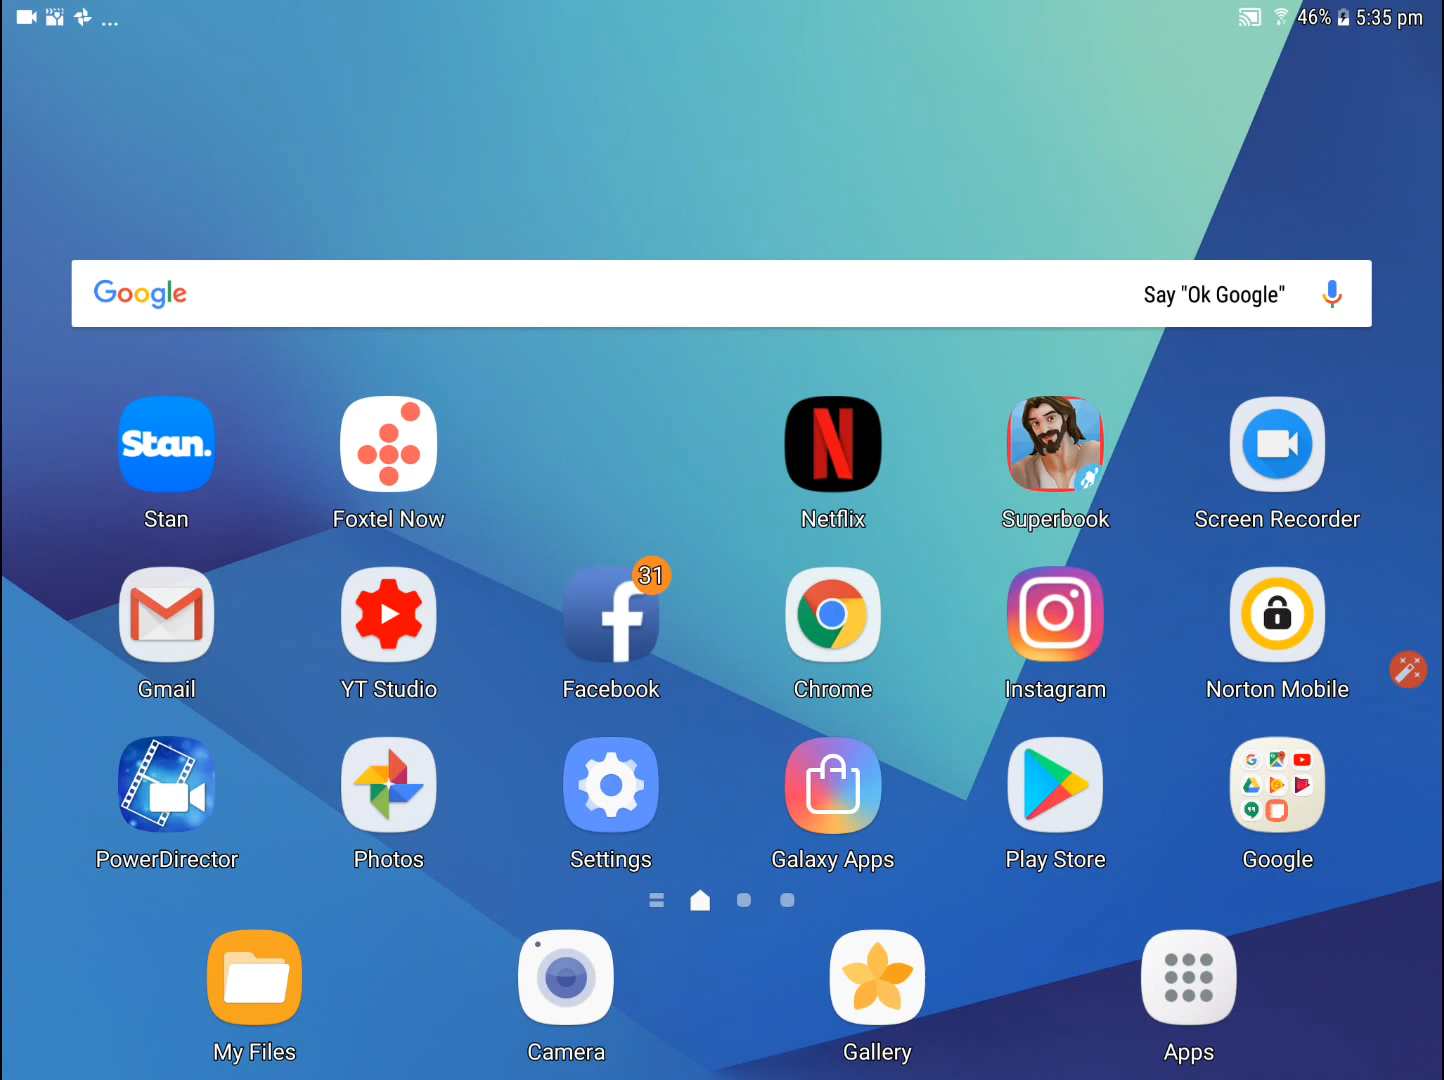 ... 46% 5:35 pm
Google Say "Ok Google"
Stan.
N
Stan Foxtel Now Netflix Superbook Screen Recorder
31
f
Gmail YT Studio Facebook Chrome Instagram Norton Mobile
PowerDirector Photos Settings Galaxy Apps Play Store Google
My Files Camera Gallery Apps